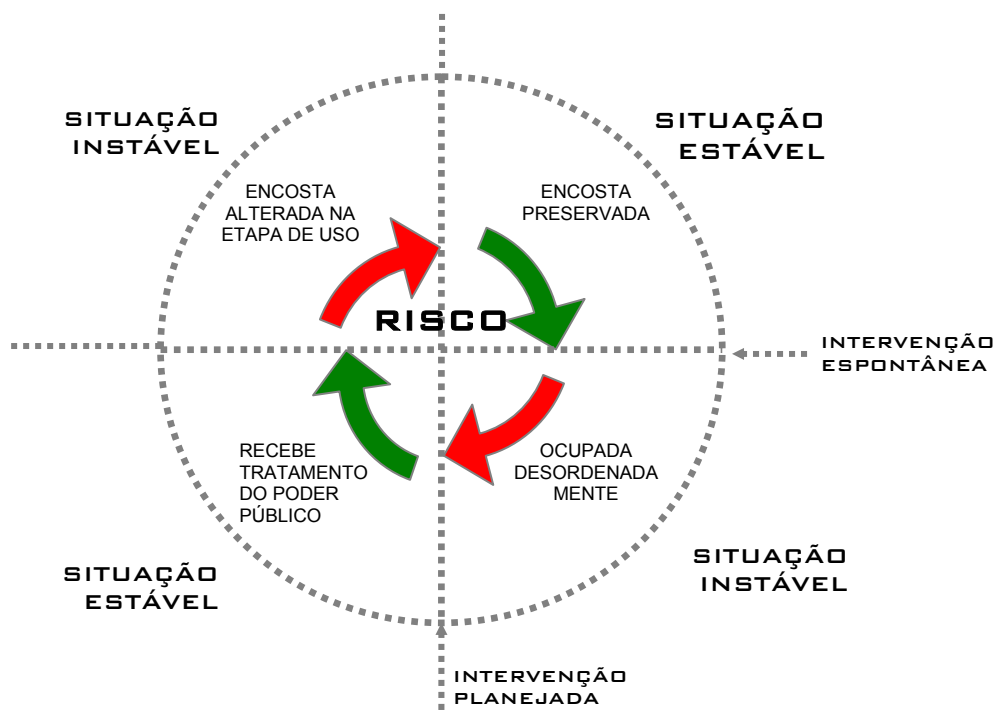 SITUAÇÃO
INSTÁVEL
SITUAÇÃO
ESTÁVEL
ENCOSTA
ALTERADA NA
ETAPA DE USO
ENCOSTA
PRESERVADA
RISCO
INTERVENÇÃO
ESPONTÂNEA
RECEBE
TRATAMENTO
DO PODER
PÚBLICO
OCUPADA
DESORDENADA
MENTE
SITUAÇÃO
ESTÁVEL
SITUAÇÃO
INSTÁVEL
INTERVENÇÃO
PLANEJADA